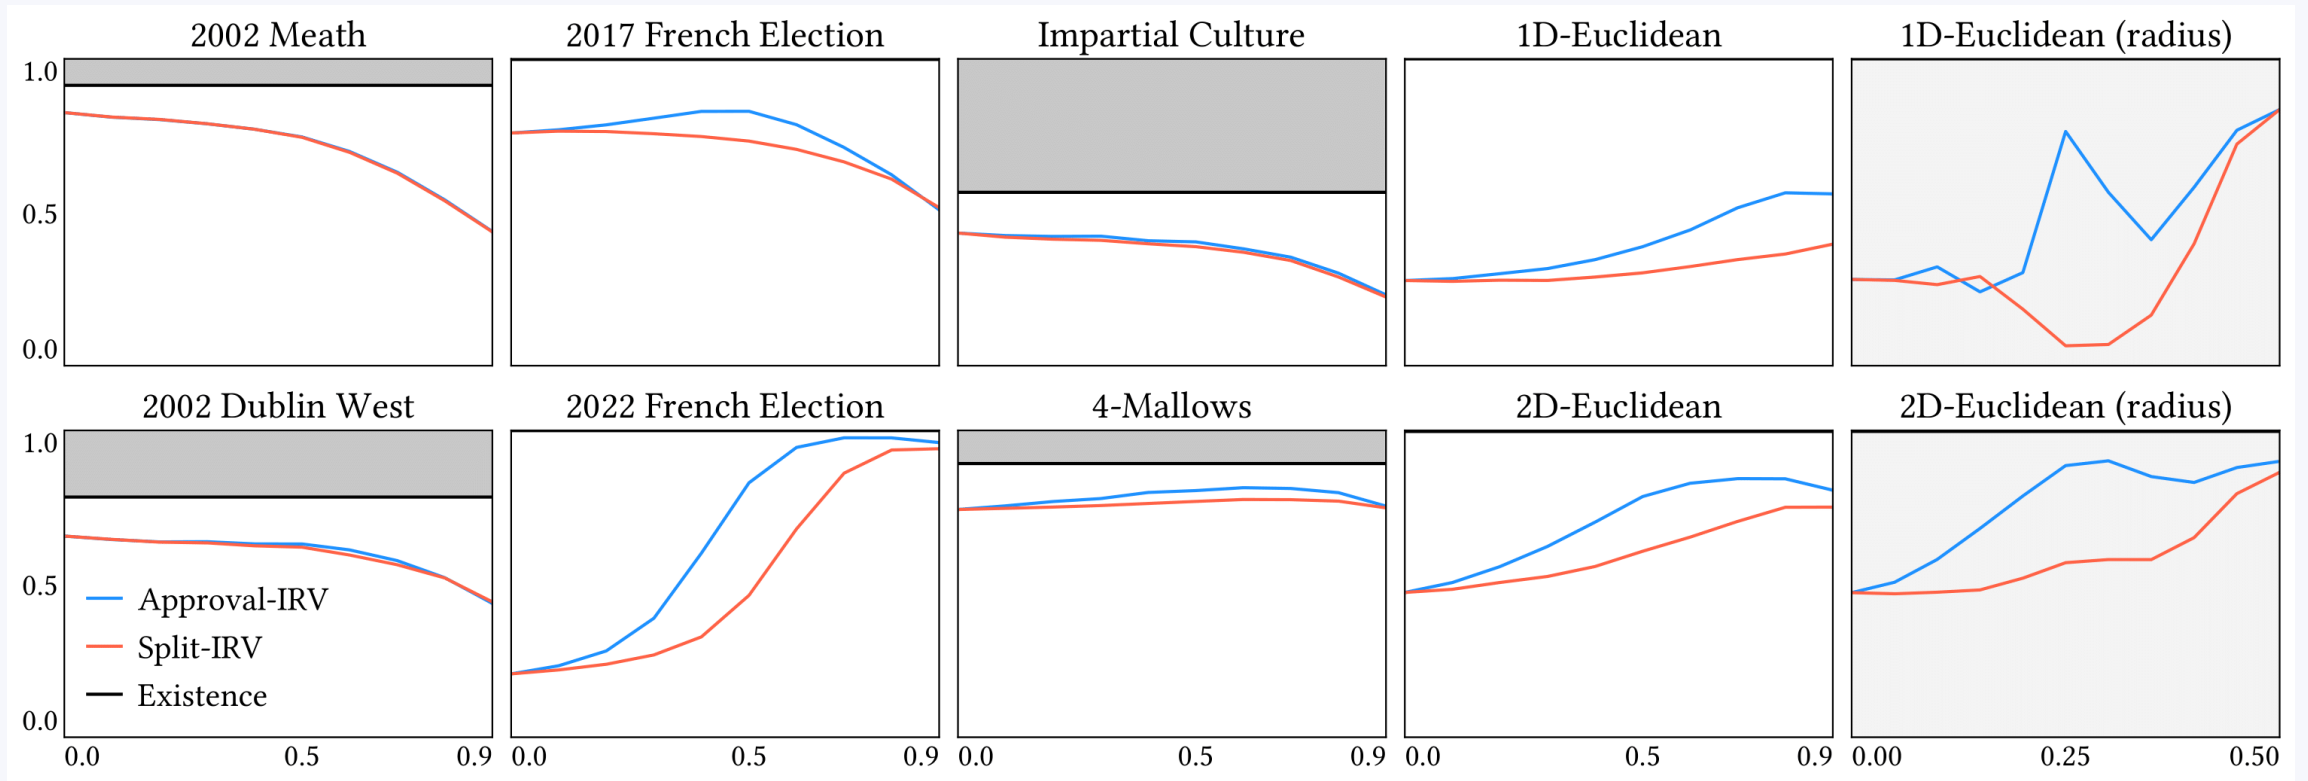 2002 Meath
2017 French Election
Impartial Culture
1D-Euclidean
1D-Euclidean (radius)
1.0
0.5
0.0
2002 Dublin West
2022 French Election
4-Mallows
2D-Euclidean
2D-Euclidean (radius)
1.0
0.5
0.0
Approval-IRV
Split-IRV
Existence
0.0 0.5 0.9
0.0 0.5 0.9
0.0 0.5 0.9
0.0 0.5 0.9
0.00 0.25 0.50